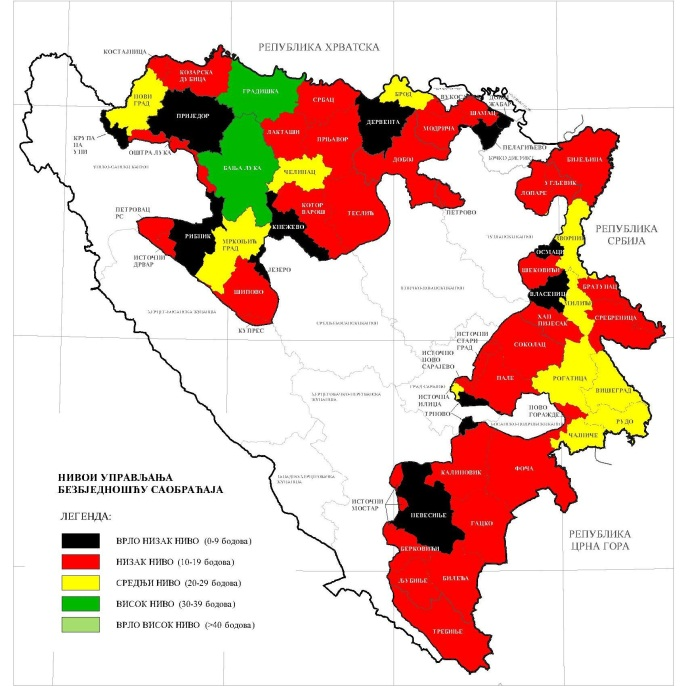 РЕПУБЛИКА ХРВАТСКА
КОСТАЈНИЦА
КОЗАРСКА
ДУБИЦА
ГРАДИШКА
НОВИ
ГРАД
СРБАЦ
БРОД
ШАМАЦ
ПРИЈЕДОР
ДЕРВЕНТА
МОДРИЧА
ЛАКТАШИ
ПРЊАВОР
КРУПА
НА
УНИ
ОШТРА ЛУКА
ПЕЛАГИЋЕВО
ДОБОЈ
БАЊА ЛУКА
ЧЕЛИНАЦ
БИЈЕЉИНА
УГЉЕВИК
ЛОПАРЕ
ПЕТРОВАЦ
РС
КОТОР
ВАРОШ
ТЕСЛИЋ
ПЕТРОВО
КНЕЖЕВО
РИБНИК
ГРАД
РЕПУБЛИКА
СРБИЈА
ЗВОРНИК
ИСТОЧНИ
ДРВАР
ЈЕЗЕРО
ОСМАЦИ
ШЕКОВИЋИ
ШИПОВО
КУПРЕС
ВЛАСЕНИЦА
МИЛИЋИ
БРАТУНАЦ
СРЕБРЕНИЦА
ХАН
ПИЈЕСАК
ИСТОЧНИ
СТАРИ
ГРАД
СОКОЛАЦ
ИСТОЧНО
НОВО
САРАЈЕВО
ПАЛЕ
РОГАТИЦА
ВИШЕГРАД
ИСТОЧНА
ИЛИЏА
ТРНОВО
НОВО
ГОРАЖДЕ
РУДО
ЧАЈНИЧЕ
КАЛИНОВИК
ФОЧА
ИСТОЧНИ
МОСТАР
НЕВЕСИЊЕ
ГАЦКО
БЕРКОВИЋИ
РЕПУБЛИКА
ЦРНА ГОРА
ЉУБИЊЕ
БИЛЕЋА
ТРЕБИЊЕ
НИВОИ УПРАВЉАЊА
БЕЗБЈЕДНОШЋУ САОБРАЋАЈА
ЛЕГЕНДА:
ВРЛО НИЗАК НИВО (0-9 бодова)
НИЗАК НИВО (10-19 бодова)
СРЕДЊИ НИВО (20-29 бодова)
ВИСОК НИВО (30-39 бодова)
ВРЛО ВИСОК НИВО (>40 бодова)